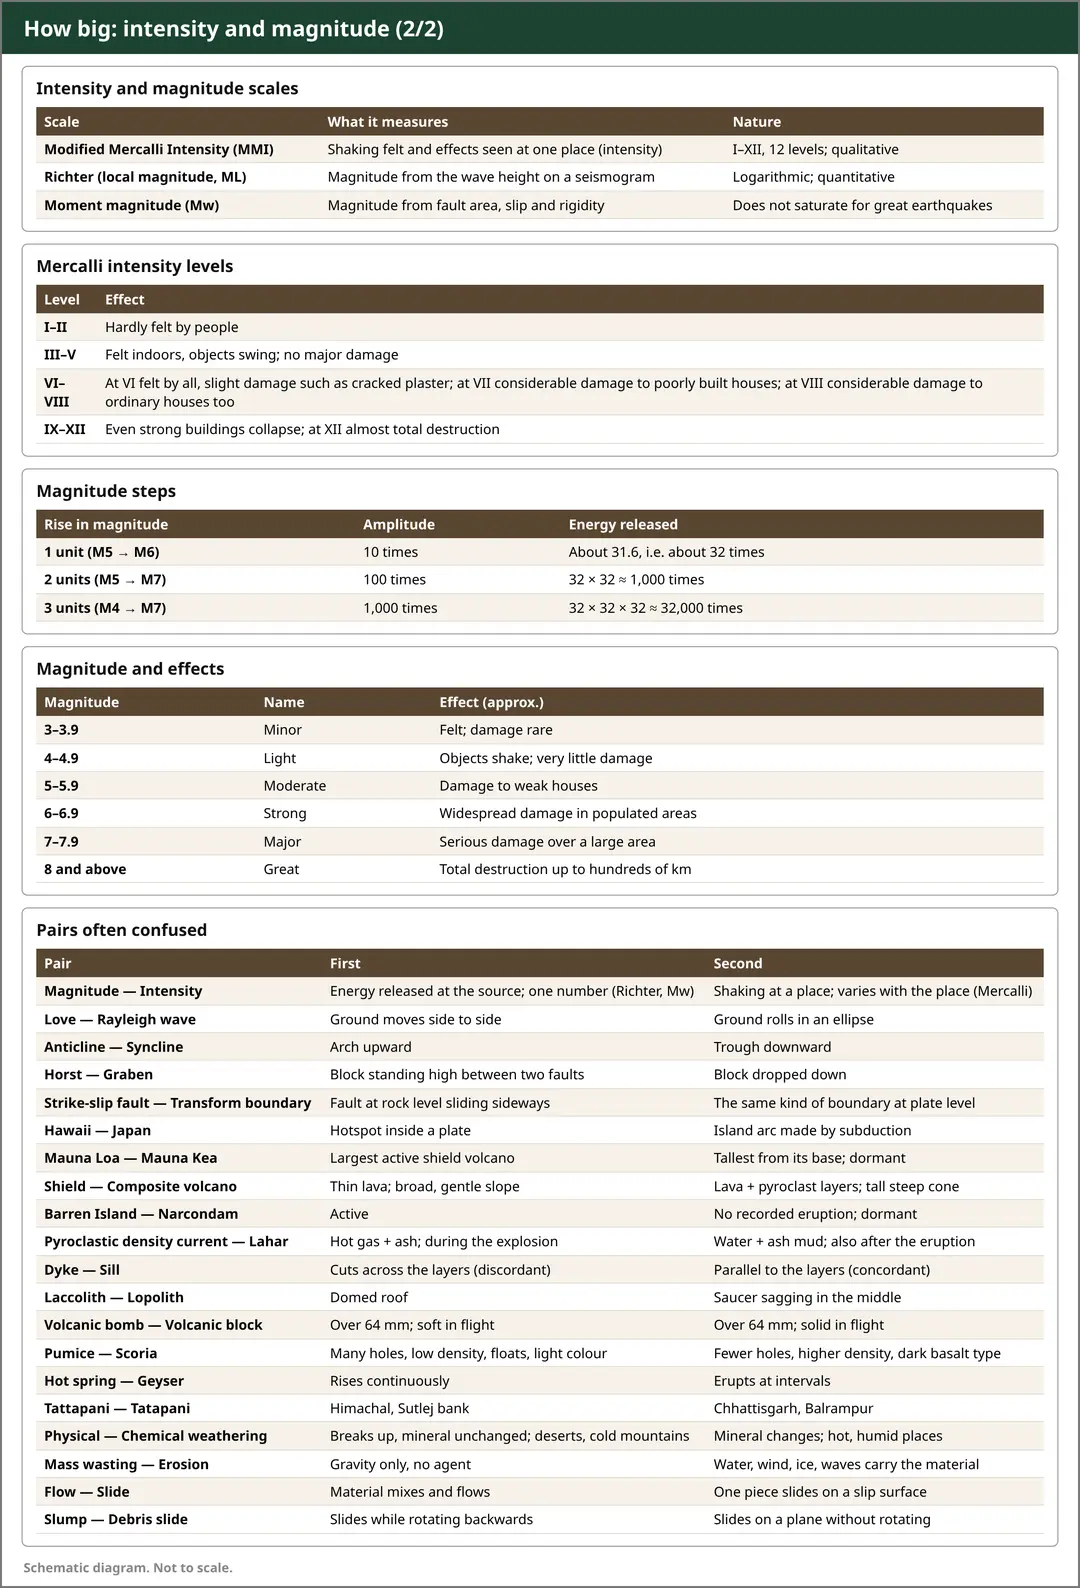 How big: intensity and magnitude (2/2)
Intensity and magnitude scales
Scale What it measures Nature
Modified Mercalli Intensity (MMI) Shaking felt and effects seen at one place (intensity) I–XII, 12 levels; qualitative
Richter (local magnitude, ML) Magnitude from the wave height on a seismogram Logarithmic; quantitative
Moment magnitude (Mw) Magnitude from fault area, slip and rigidity Does not saturate for great earthquakes
Mercalli intensity levels
Level Effect
I–II Hardly felt by people
III–V Felt indoors, objects swing; no major damage
VI– At VI felt by all, slight damage such as cracked plaster; at VII considerable damage to poorly built houses; at VIII considerable damage to
VIII ordinary houses too
IX–XII Even strong buildings collapse; at XII almost total destruction
Magnitude steps
Rise in magnitude Amplitude Energy released
1 unit (M5 → M6) 10 times About 31.6, i.e. about 32 times
2 units (M5 → M7) 100 times 32 × 32 ≈ 1,000 times
3 units (M4 → M7) 1,000 times 32 × 32 × 32 ≈ 32,000 times
Magnitude and effects
Magnitude Name Effect (approx.)
3–3.9 Minor Felt; damage rare
4–4.9 Light Objects shake; very little damage
5–5.9 Moderate Damage to weak houses
6–6.9 Strong Widespread damage in populated areas
7–7.9 Major Serious damage over a large area
8 and above Great Total destruction up to hundreds of km
Pairs often confused
Pair First Second
Magnitude — Intensity Energy released at the source; one number (Richter, Mw) Shaking at a place; varies with the place (Mercalli)
Love — Rayleigh wave Ground moves side to side Ground rolls in an ellipse
Anticline — Syncline Arch upward Trough downward
Horst — Graben Block standing high between two faults Block dropped down
Strike-slip fault — Transform boundary Fault at rock level sliding sideways The same kind of boundary at plate level
Hawaii — Japan Hotspot inside a plate Island arc made by subduction
Mauna Loa — Mauna Kea Largest active shield volcano Tallest from its base; dormant
Shield — Composite volcano Thin lava; broad, gentle slope Lava + pyroclast layers; tall steep cone
Barren Island — Narcondam Active No recorded eruption; dormant
Pyroclastic density current — Lahar Hot gas + ash; during the explosion Water + ash mud; also after the eruption
Dyke — Sill Cuts across the layers (discordant) Parallel to the layers (concordant)
Laccolith — Lopolith Domed roof Saucer sagging in the middle
Volcanic bomb — Volcanic block Over 64 mm; soft in flight Over 64 mm; solid in flight
Pumice — Scoria Many holes, low density, floats, light colour Fewer holes, higher density, dark basalt type
Hot spring — Geyser Rises continuously Erupts at intervals
Tattapani — Tatapani Himachal, Sutlej bank Chhattisgarh, Balrampur
Physical — Chemical weathering Breaks up, mineral unchanged; deserts, cold mountains Mineral changes; hot, humid places
Mass wasting — Erosion Gravity only, no agent Water, wind, ice, waves carry the material
Flow — Slide Material mixes and flows One piece slides on a slip surface
Slump — Debris slide Slides while rotating backwards Slides on a plane without rotating
Schematic diagram. Not to scale.